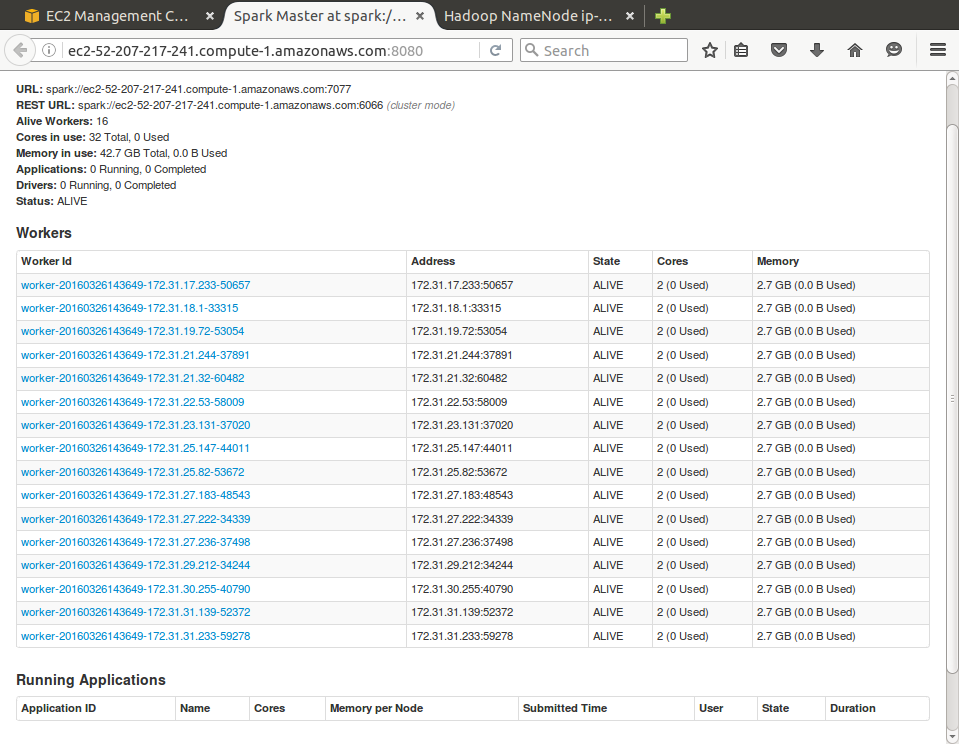 EC2 Management C... × Spark Master at spark:/... × Hadoop NameNode ip-... ×
ec2-52-207-217-241.compute-1.amazonaws.com:8080 Search
URL: spark://ec2-52-207-217-241.compute-1.amazonaws.com:7077
REST URL: spark://ec2-52-207-217-241.compute-1.amazonaws.com:6066 (cluster mode)
Alive Workers: 16
Cores in use: 32 Total, 0 Used
Memory in use: 42.7 GB Total, 0.0 B Used
Applications: 0 Running, 0 Completed
Drivers: 0 Running, 0 Completed
Status: ALIVE
Workers
Worker Id Address State Cores Memory
worker-20160326143649-172.31.17.233-50657 172.31.17.233:50657 ALIVE 2 (0 Used) 2.7 GB (0.0 B Used)
worker-20160326143649-172.31.18.1-33315 172.31.18.1:33315 ALIVE 2 (0 Used) 2.7 GB (0.0 B Used)
worker-20160326143649-172.31.19.72-53054 172.31.19.72:53054 ALIVE 2 (0 Used) 2.7 GB (0.0 B Used)
worker-20160326143649-172.31.21.244-37891 172.31.21.244:37891 ALIVE 2 (0 Used) 2.7 GB (0.0 B Used)
worker-20160326143649-172.31.21.32-60482 172.31.21.32:60482 ALIVE 2 (0 Used) 2.7 GB (0.0 B Used)
worker-20160326143649-172.31.22.53-58009 172.31.22.53:58009 ALIVE 2 (0 Used) 2.7 GB (0.0 B Used)
worker-20160326143649-172.31.23.131-37020 172.31.23.131:37020 ALIVE 2 (0 Used) 2.7 GB (0.0 B Used)
worker-20160326143649-172.31.25.147-44011 172.31.25.147:44011 ALIVE 2 (0 Used) 2.7 GB (0.0 B Used)
worker-20160326143649-172.31.25.82-53672 172.31.25.82:53672 ALIVE 2 (0 Used) 2.7 GB (0.0 B Used)
worker-20160326143649-172.31.27.183-48543 172.31.27.183:48543 ALIVE 2 (0 Used) 2.7 GB (0.0 B Used)
worker-20160326143649-172.31.27.222-34339 172.31.27.222:34339 ALIVE 2 (0 Used) 2.7 GB (0.0 B Used)
worker-20160326143649-172.31.27.236-37498 172.31.27.236:37498 ALIVE 2 (0 Used) 2.7 GB (0.0 B Used)
worker-20160326143649-172.31.29.212-34244 172.31.29.212:34244 ALIVE 2 (0 Used) 2.7 GB (0.0 B Used)
worker-20160326143649-172.31.30.255-40790 172.31.30.255:40790 ALIVE 2 (0 Used) 2.7 GB (0.0 B Used)
worker-20160326143649-172.31.31.139-52372 172.31.31.139:52372 ALIVE 2 (0 Used) 2.7 GB (0.0 B Used)
worker-20160326143649-172.31.31.233-59278 172.31.31.233:59278 ALIVE 2 (0 Used) 2.7 GB (0.0 B Used)
Running Applications
Application ID Name Cores Memory per Node Submitted Time User State Duration